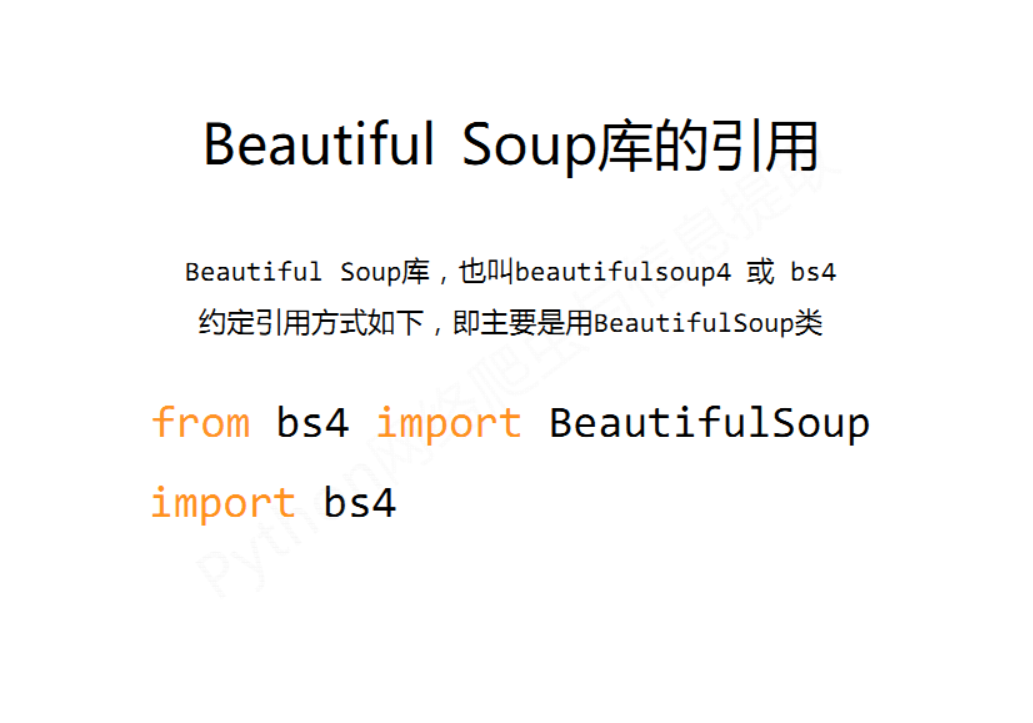 Beautiful Soup库的引用
Beautiful Soup库，也叫beautifulsoup4 或 bs4
约定引用方式如下，即主要是用BeautifulSoup类
from bs4 import BeautifulSoup
import bs4
Python网络爬虫与信息提取